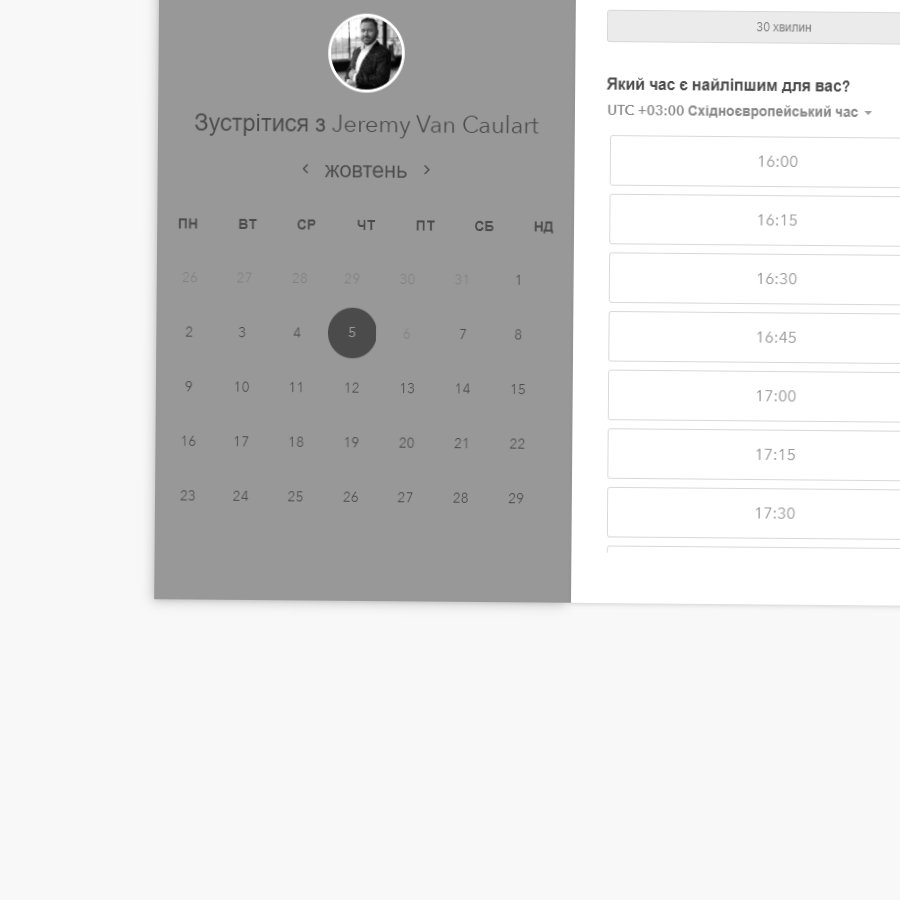 Зустрітися з Jeremy Van Caulart
жовтень
ПН ВТ СР ЧТ ПТ СБ НД
26 27 28 29 30 31 1
2 3 4 5 6 7 8
9 10 11 12 13 14 15
16 17 18 19 20 21 22
23 24 25 26 27 28 29
30 хвилин
Який час є найліпшим для вас?
UTC +03:00 Східноєвропейський час
16:00
16:15
16:30
16:45
17:00
17:15
17:30